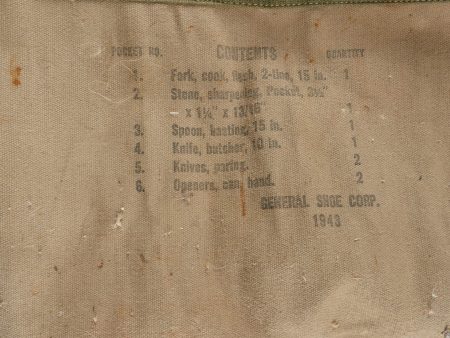 POCKET NO. CONTENTS QUANTITY
1. Fork, cook, flesh, 2-tine, 15 in. 1
2. Stone, sharpening, Pocket, 3½"
x 1¼" x 13/16" 1
3. Spoon, basting, 15 in. 1
4. Knife, butcher, 10 in. 1
5. Knives, paring. 2
6. Openers, can, hand. 2
GENERAL SHOE CORP.
1943